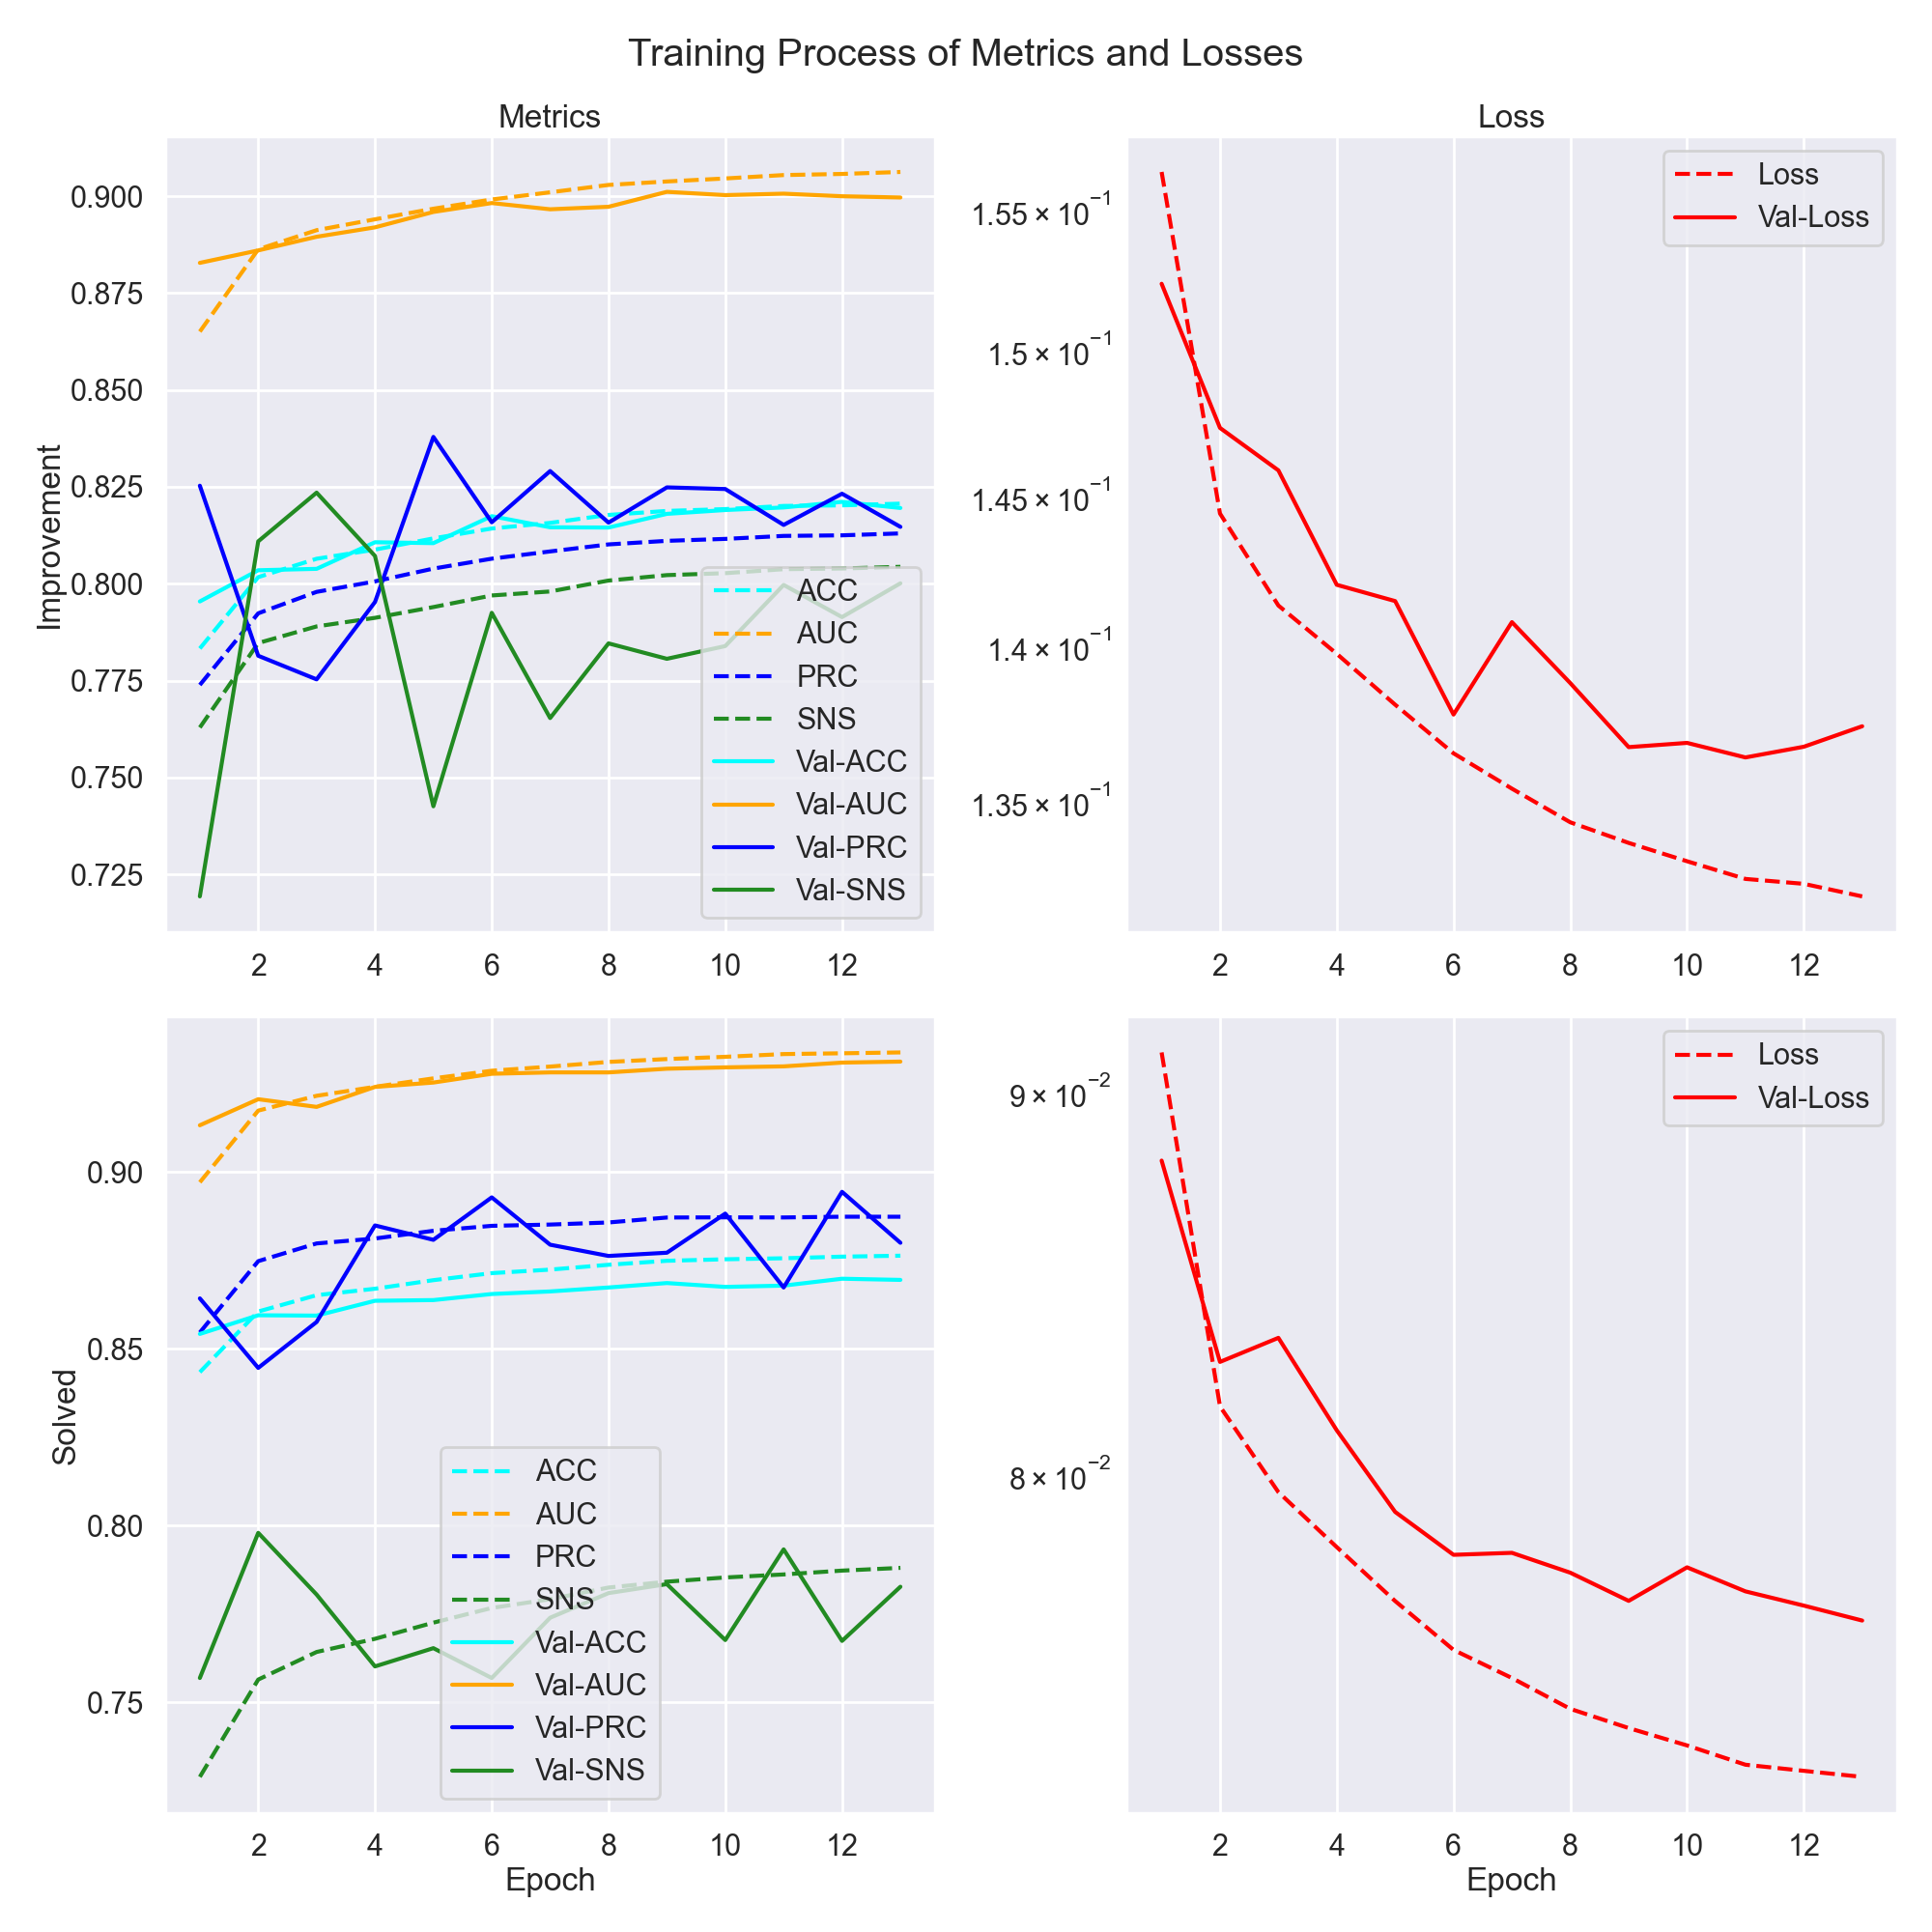 Training Process of Metrics and Losses
Metrics
Improvement
0.900
0.875
0.850
0.825
0.800
0.775
0.750
0.725
2 4 6 8 10 12
ACC
AUC
PRC
SNS
Val-ACC
Val-AUC
Val-PRC
Val-SNS
Loss
1.55 × 10⁻¹
1.5 × 10⁻¹
1.45 × 10⁻¹
1.4 × 10⁻¹
1.35 × 10⁻¹
2 4 6 8 10 12
Loss
Val-Loss
Solved
0.90
0.85
0.80
0.75
2 4 6 8 10 12
Epoch
ACC
AUC
PRC
SNS
Val-ACC
Val-AUC
Val-PRC
Val-SNS
9 × 10⁻²
8 × 10⁻²
2 4 6 8 10 12
Epoch
Loss
Val-Loss